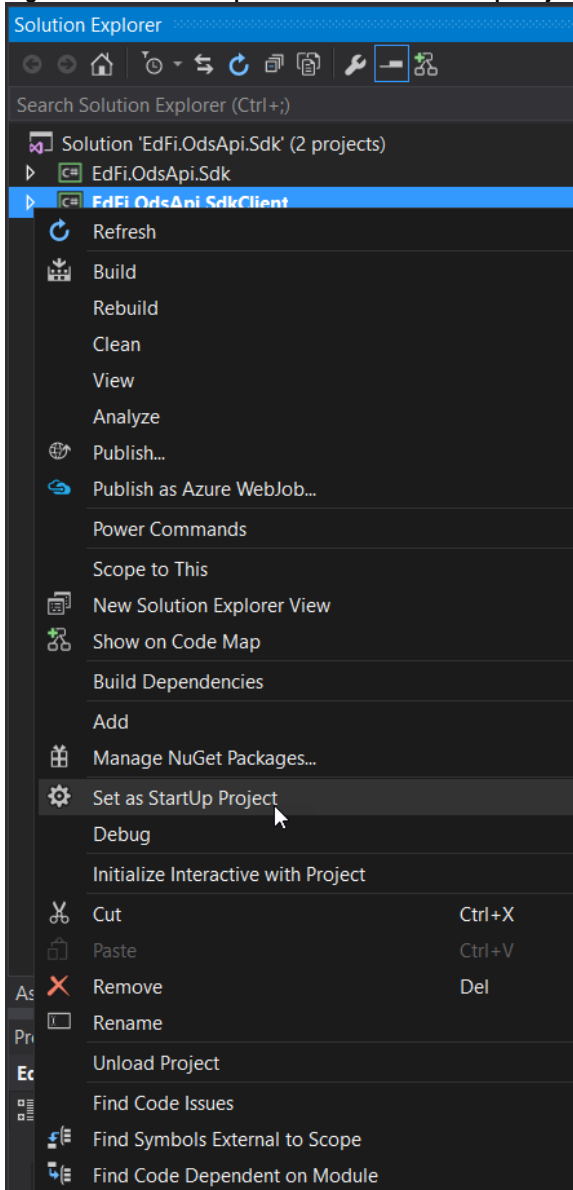 Solution Explorer
Search Solution Explorer (Ctrl+;)
Solution 'EdFi.OdsApi.Sdk' (2 projects)
C# EdFi.OdsApi.Sdk
C# EdFi.OdsApi.SdkClient
Refresh
Build
Rebuild
Clean
View
Analyze
Publish...
Publish as Azure WebJob...
Power Commands
Scope to This
New Solution Explorer View
Show on Code Map
Build Dependencies
Add
Manage NuGet Packages...
Set as StartUp Project
Debug
Initialize Interactive with Project
Cut Ctrl+X
Paste Ctrl+V
Remove Del
Rename
Unload Project
Find Code Issues
Find Symbols External to Scope
Find Code Dependent on Module